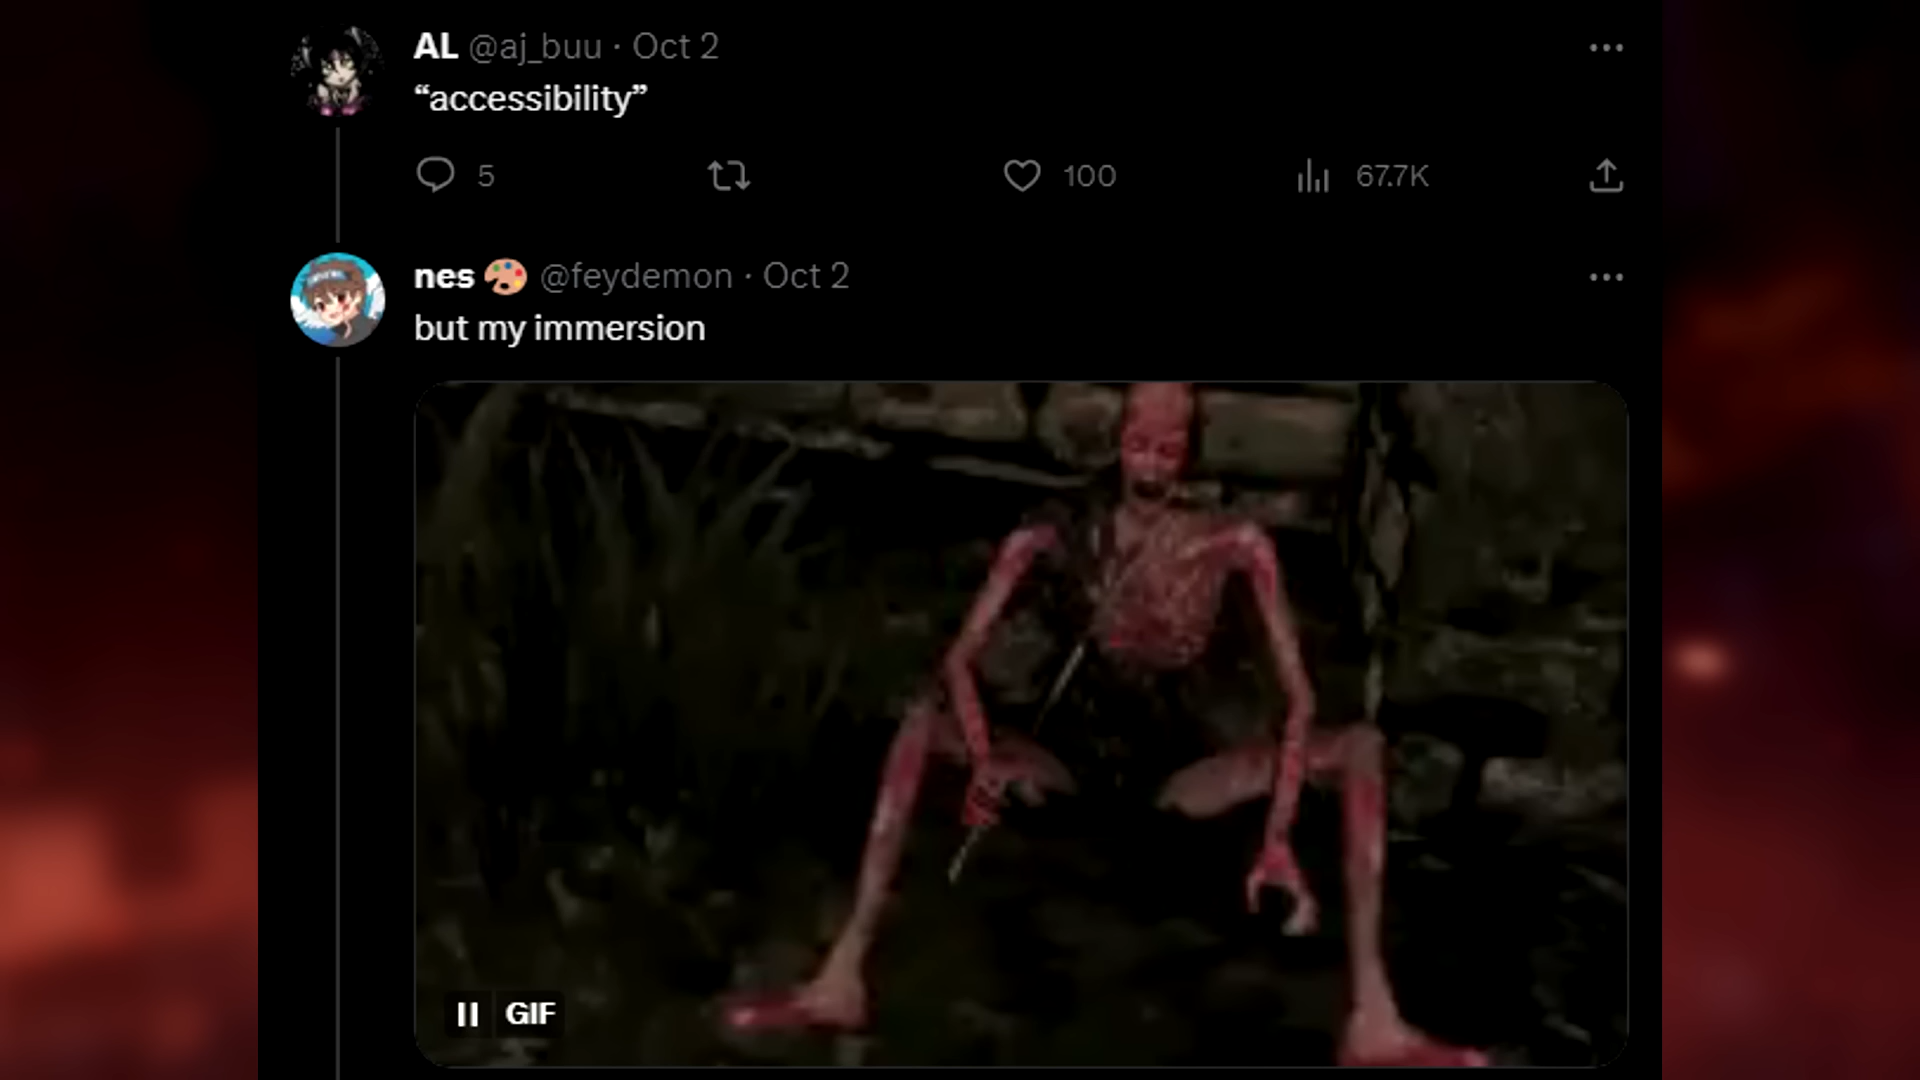 AL @aj_buu · Oct 2
“accessibility”
5 100 67.7K
nes 🎨 @feydemon · Oct 2
but my immersion
GIF